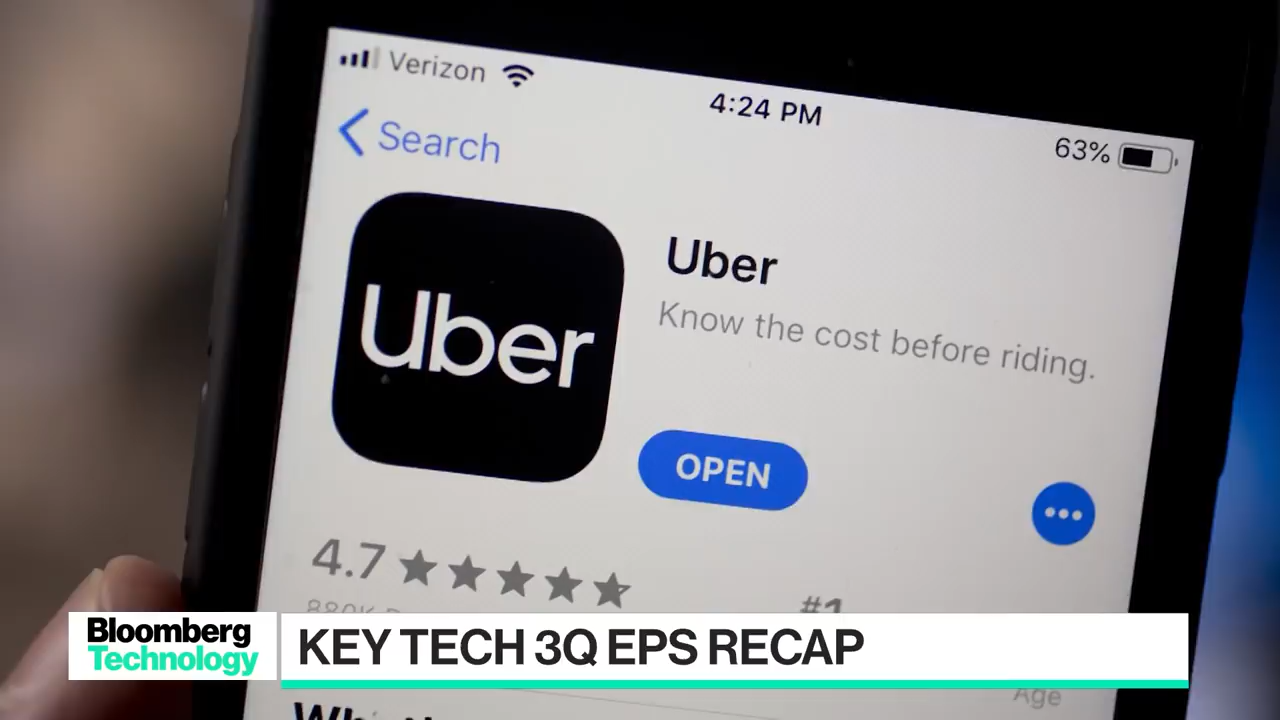 Verizon
4:24 PM
63%
Search
Uber
Uber
Know the cost before riding.
OPEN
4.7
#1
Bloomberg
Technology
KEY TECH 3Q EPS RECAP
Age